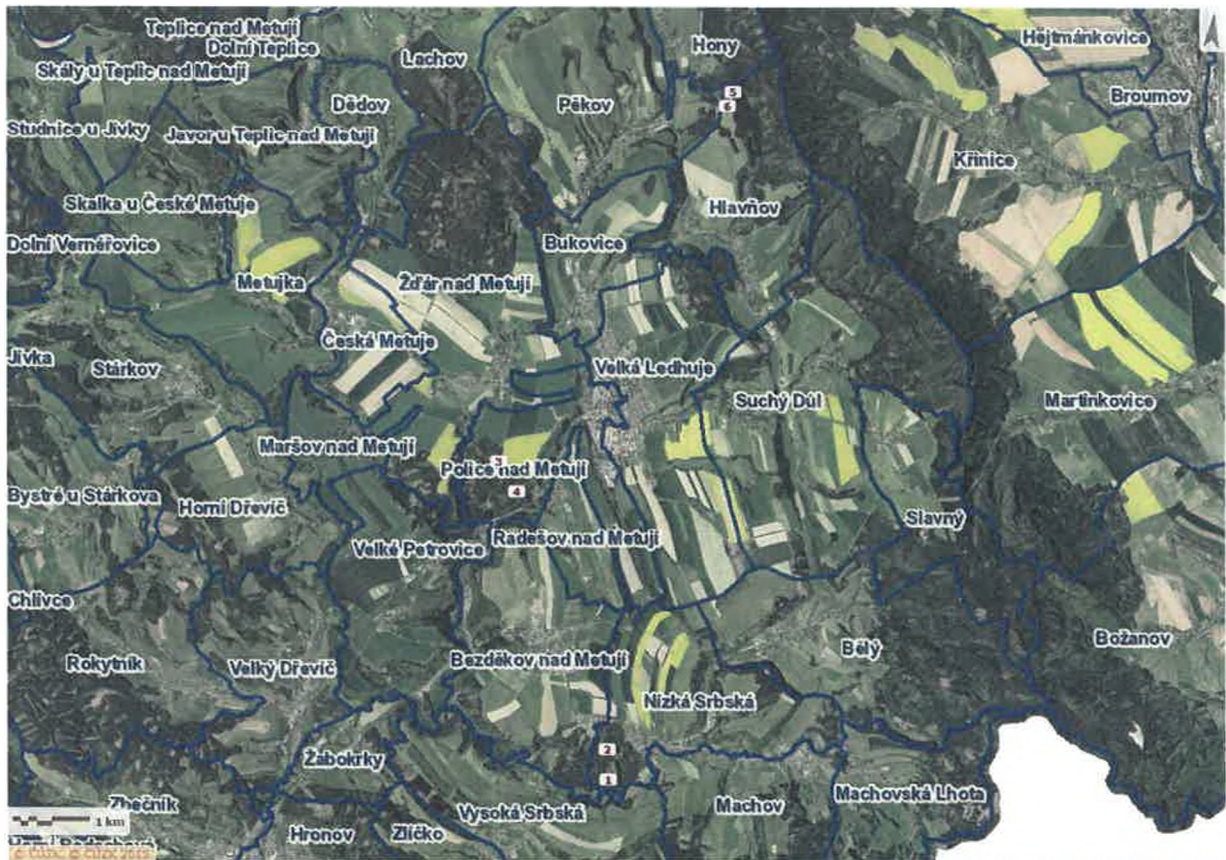 Teplice nad Metují
Dolní Teplice
Lachov
Hony
Hejtmánkovice
Skály u Teplic nad Metují
Dědov
Pěkov
5
6
Broumov
Studnice u Jívky
Javor u Teplic nad Metují
Křinice
Skalka u České Metuje
Hlavňov
Dolní Vernéřovice
Bukovice
Metujka
Žďár nad Metují
Česká Metuje
Jívka
Stárkov
Velká Ledhuje
Suchý Důl
Martínkovice
Maršov nad Metují
3
Police nad Metují
4
Bystré u Stárkova
Horní Dřevíč
Slavný
Radešov nad Metují
Velké Petrovice
Chlívce
Božanov
Rokytník
Velký Dřevíč
Bezděkov nad Metují
Bělý
Nízká Srbská
2
Žabokrky
1
Zbečník
Vysoká Srbská
Machov
Machovská Lhota
1 km
Hronov
Zlíčko